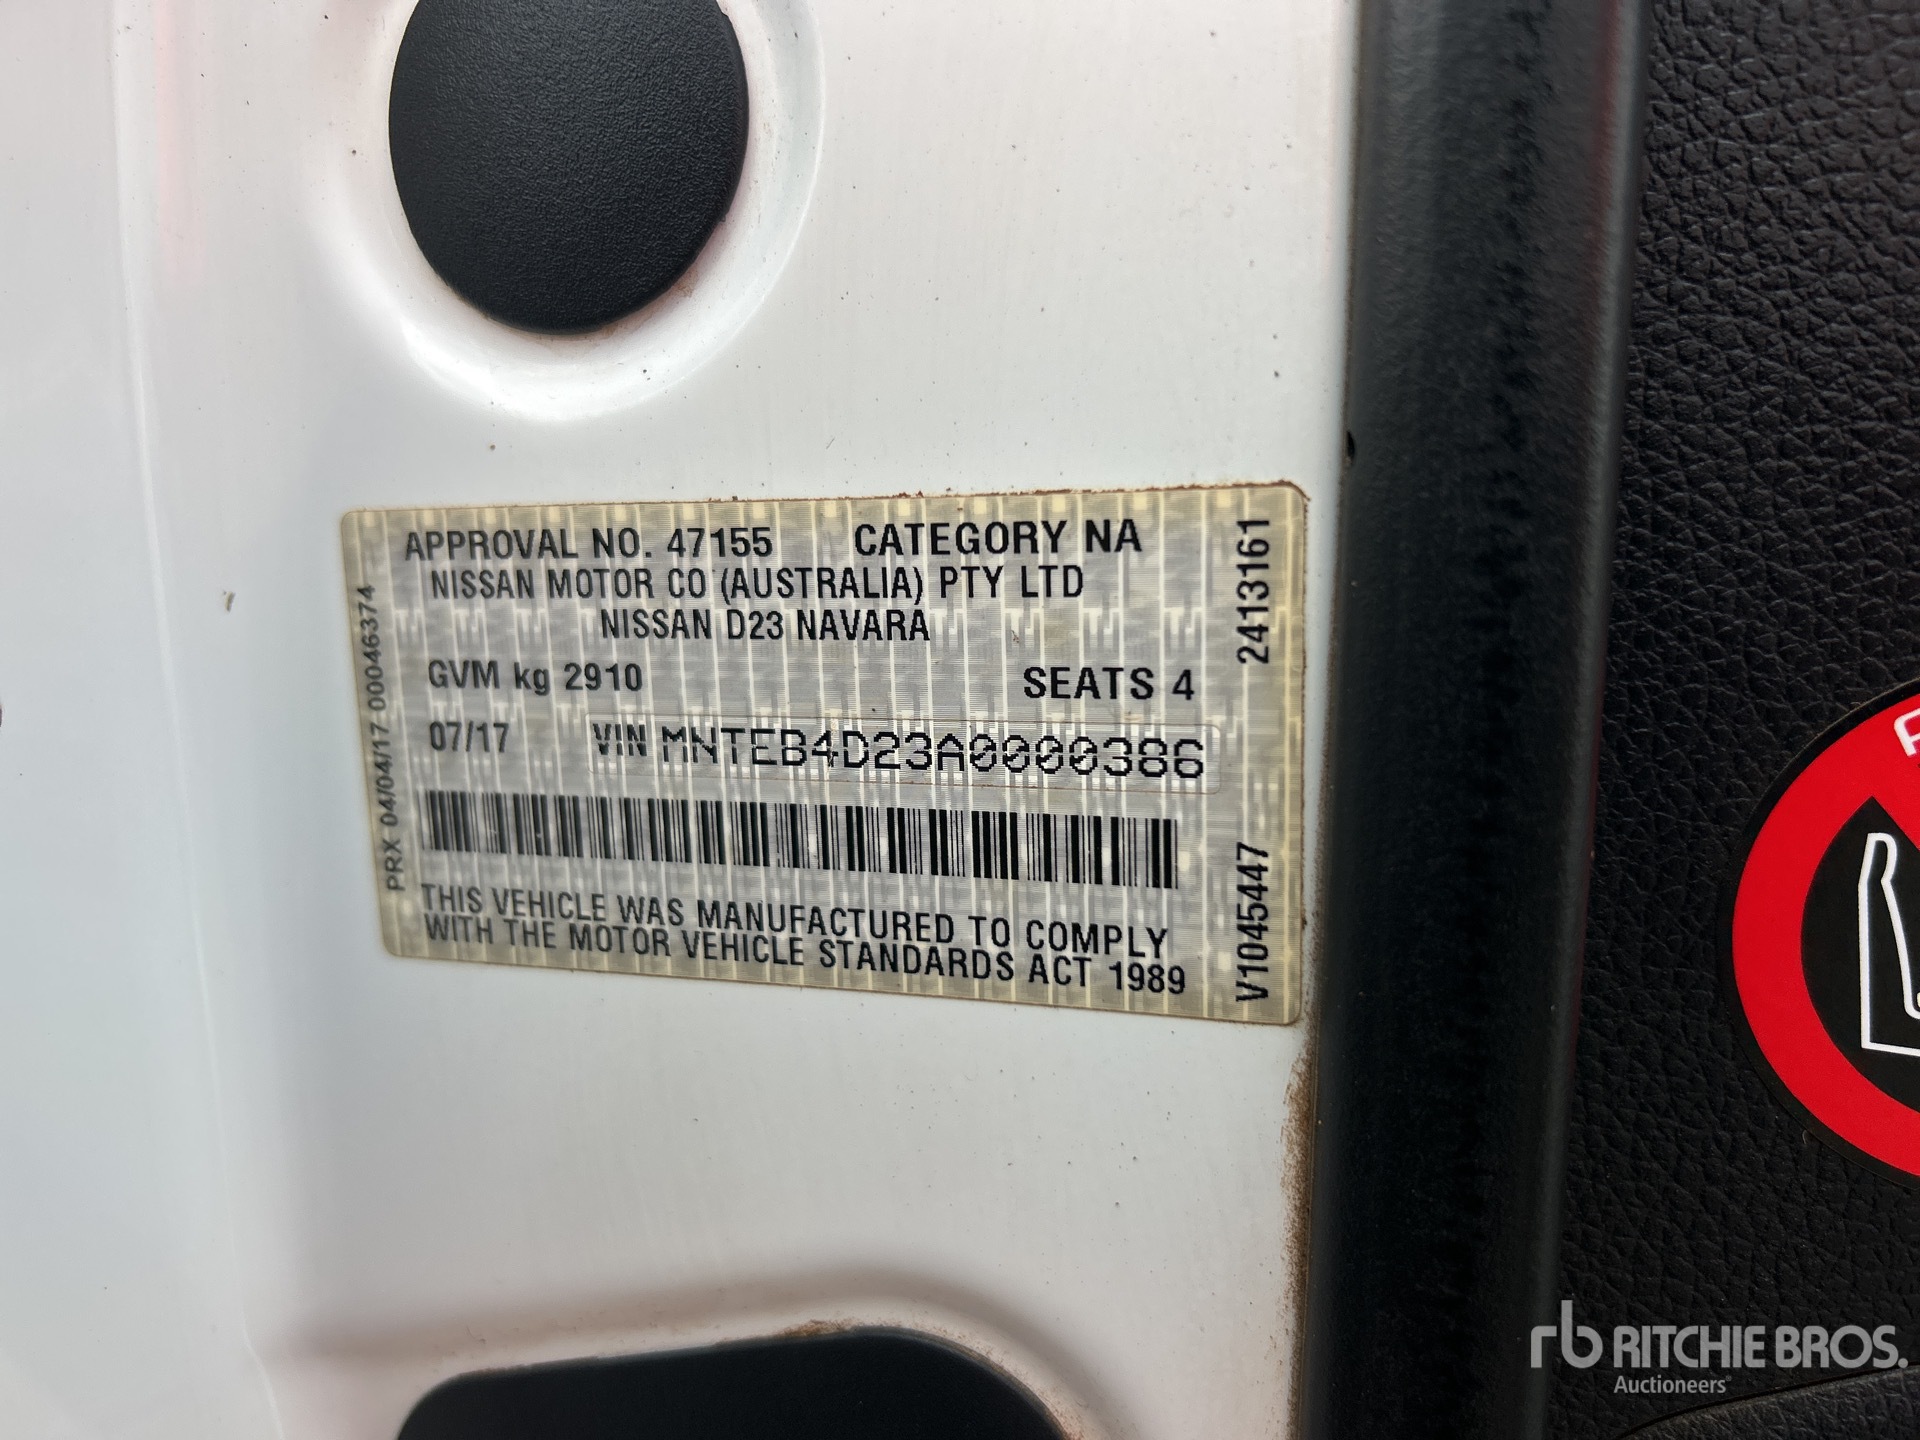 APPROVAL NO. 47155 CATEGORY NA
NISSAN MOTOR CO (AUSTRALIA) PTY LTD
NISSAN D23 NAVARA
GVM kg 2910 SEATS 4
07/17 VIN MNTEB4D23A0000386
THIS VEHICLE WAS MANUFACTURED TO COMPLY
WITH THE MOTOR VEHICLE STANDARDS ACT 1989
PRX 04/04/17 00046374
2413161
V1045447
rb RITCHIE BROS.
Auctioneers